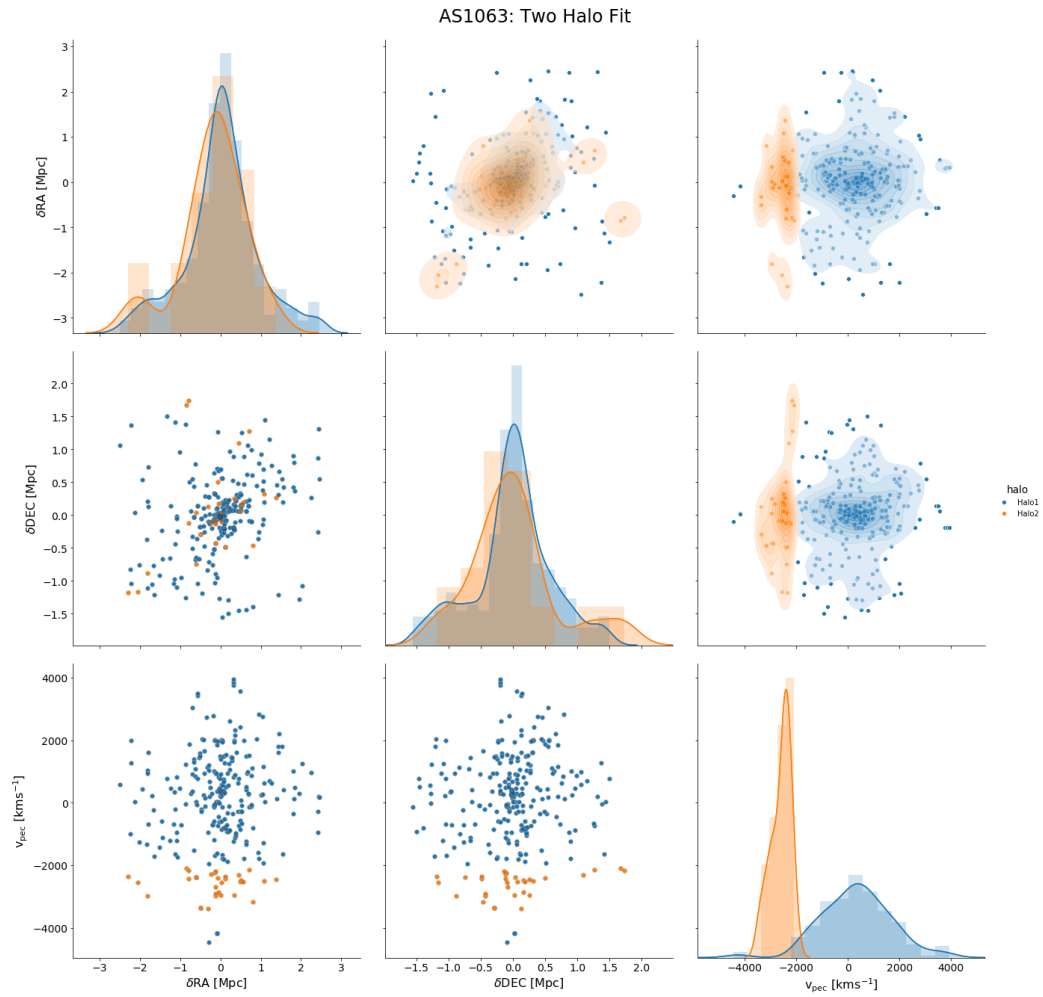 AS1063: Two Halo Fit
3
2
1
0
−1
−2
−3
δRA [Mpc]
2.0
1.5
1.0
0.5
0.0
−0.5
−1.0
−1.5
δDEC [Mpc]
halo
Halo1
Halo2
4000
2000
0
−2000
−4000
v_pec [kms⁻¹]
−3 −2 −1 0 1 2 3
δRA [Mpc]
−1.5 −1.0 −0.5 0.0 0.5 1.0 1.5 2.0
δDEC [Mpc]
−4000 −2000 0 2000 4000
v_pec [kms⁻¹]